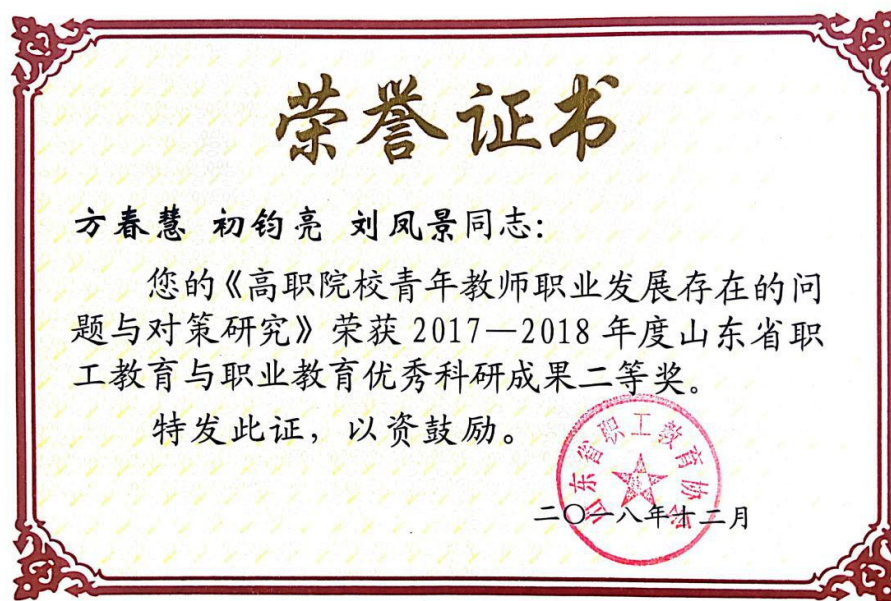 荣誉证书
方春慧 初钧亮 刘凤景同志:
您的《高职院校青年教师职业发展存在的问
题与对策研究》荣获 2017—2018 年度山东省职
工教育与职业教育优秀科研成果二等奖。
特发此证，以资鼓励。
山东省职工教育协会
二〇一八年十二月